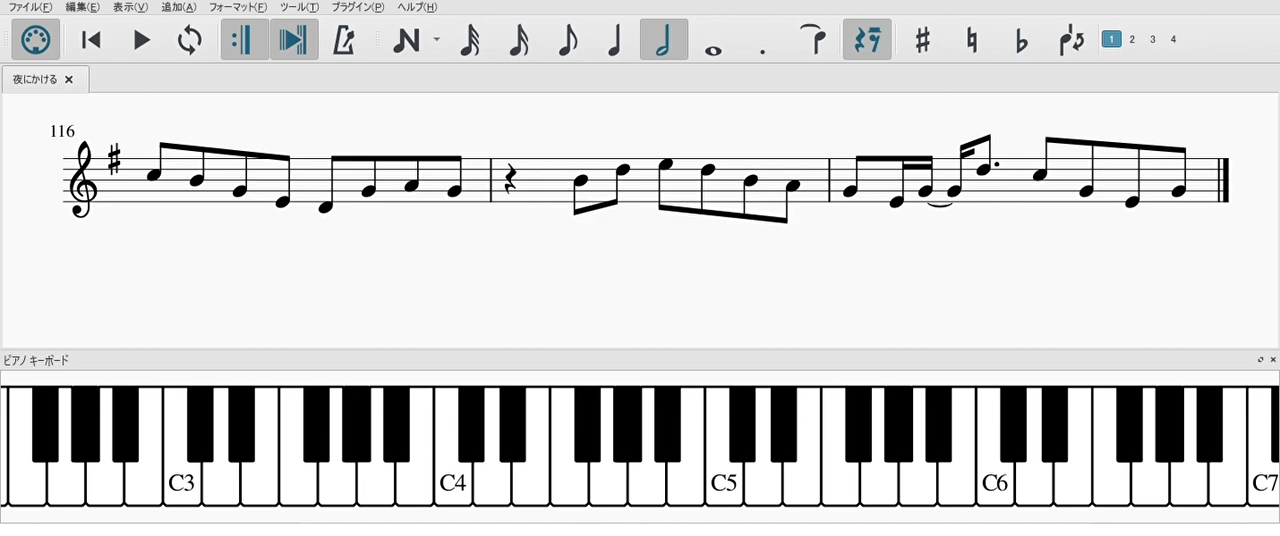 ファイル(F) 編集(E) 表示(V) 追加(A) フォーマット(F) ツール(T) プラグイン(P) ヘルプ(H)
1 2 3 4
夜にかける ×
116
ピアノ キーボード
C3 C4 C5 C6 C7